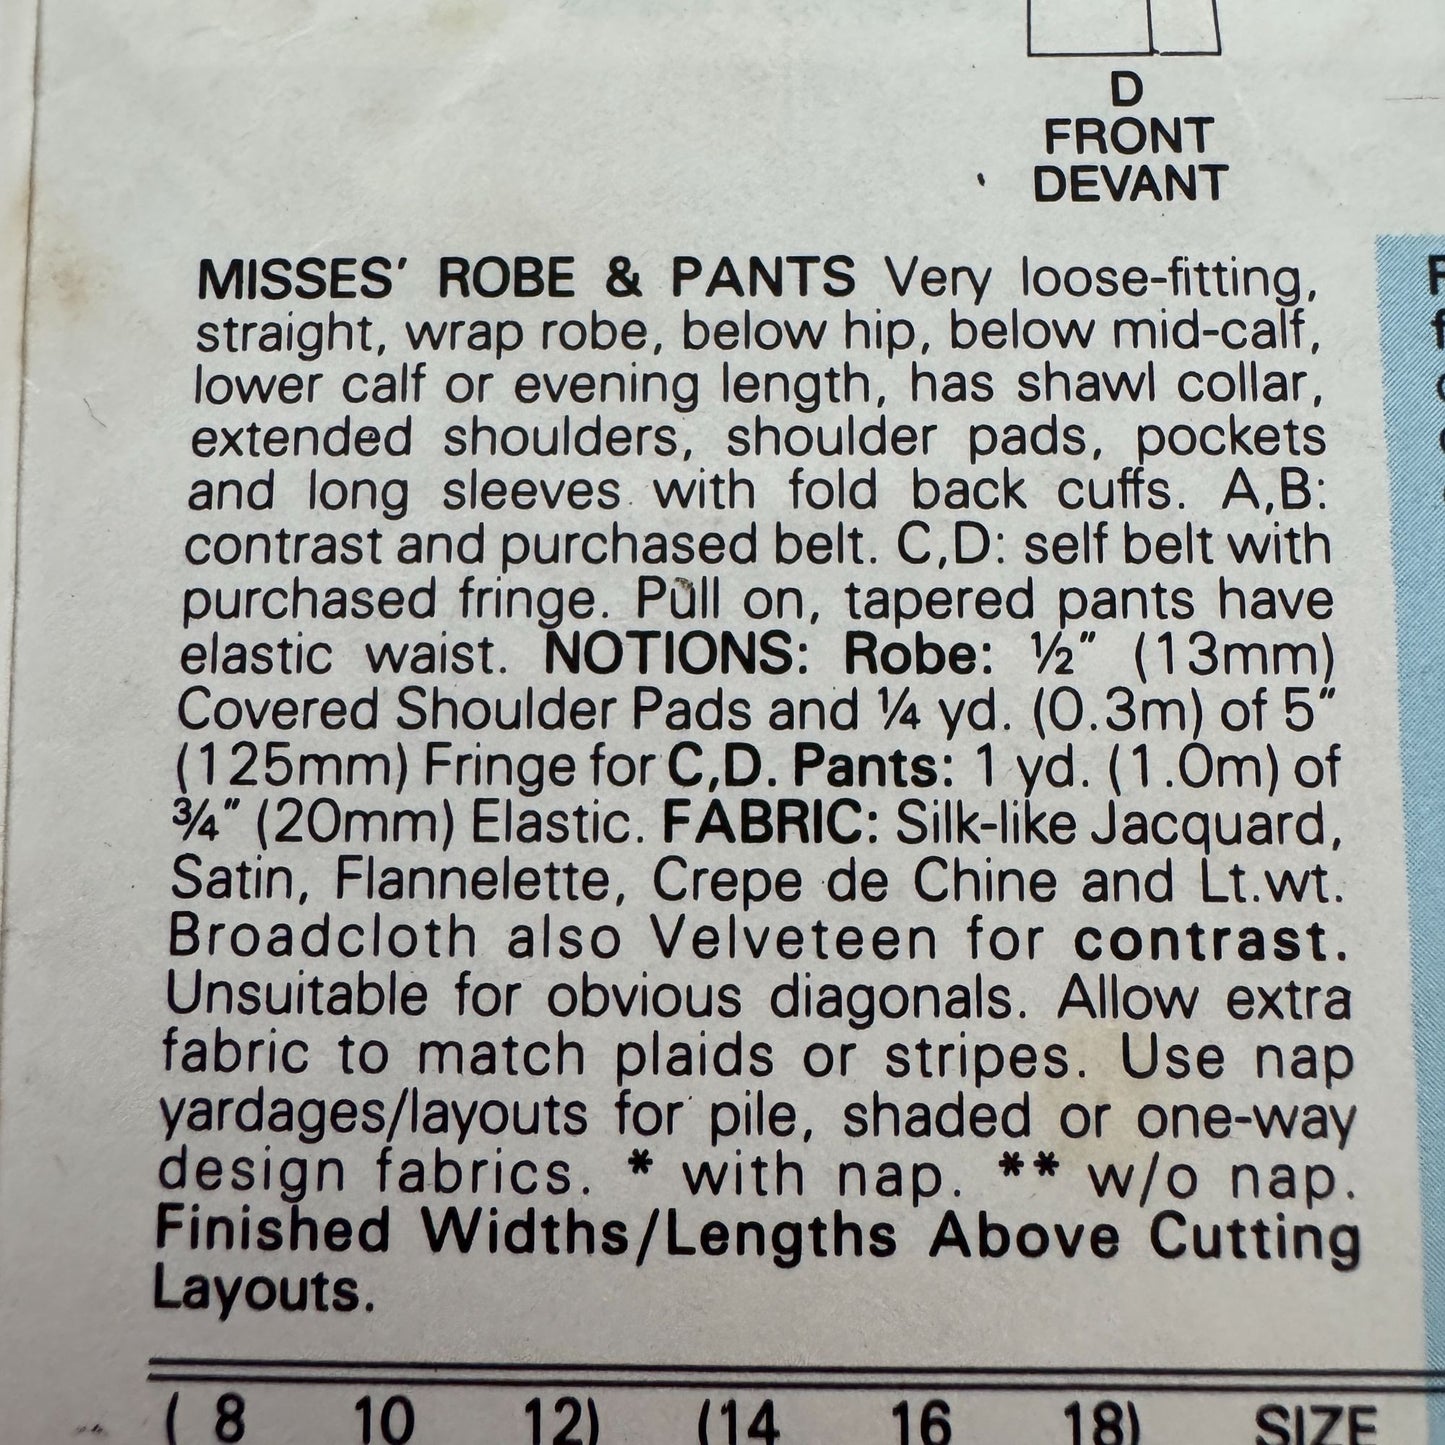 D
FRONT
DEVANT
MISSES' ROBE & PANTS Very loose-fitting,
straight, wrap robe, below hip, below mid-calf,
lower calf or evening length, has shawl collar,
extended shoulders, shoulder pads, pockets
and long sleeves with fold back cuffs. A,B:
contrast and purchased belt. C,D: self belt with
purchased fringe. Pull on, tapered pants have
elastic waist. NOTIONS: Robe: ½" (13mm)
Covered Shoulder Pads and ¼ yd. (0.3m) of 5"
(125mm) Fringe for C,D. Pants: 1 yd. (1.0m) of
¾" (20mm) Elastic. FABRIC: Silk-like Jacquard,
Satin, Flannelette, Crepe de Chine and Lt.wt.
Broadcloth also Velveteen for contrast.
Unsuitable for obvious diagonals. Allow extra
fabric to match plaids or stripes. Use nap
yardages/layouts for pile, shaded or one-way
design fabrics. * with nap. ** w/o nap.
Finished Widths/Lengths Above Cutting
Layouts.
( 8 10 12) (14 16 18) SIZE